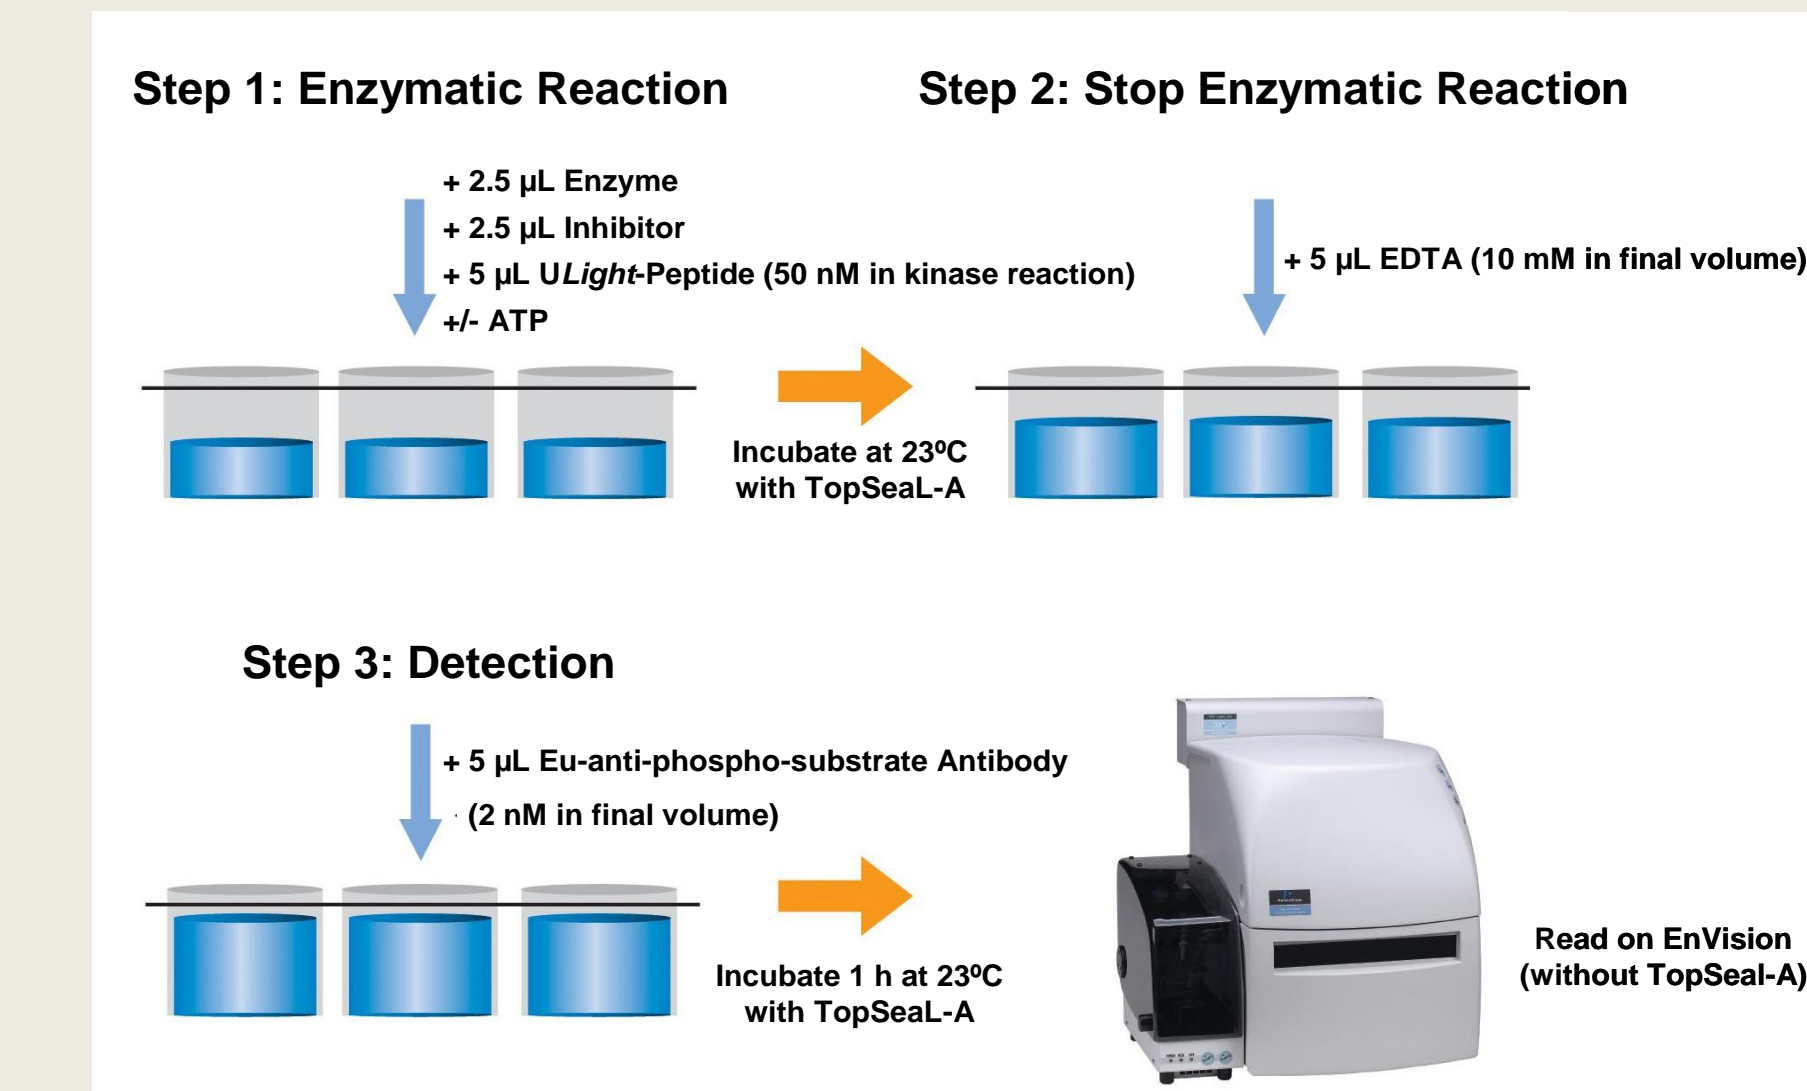 Step 1: Enzymatic Reaction
+ 2.5 µL Enzyme
+ 2.5 µL Inhibitor
+ 5 µL ULight-Peptide (50 nM in kinase reaction)
+/- ATP
Incubate at 23ºC
with TopSeaL-A
Step 2: Stop Enzymatic Reaction
+ 5 µL EDTA (10 mM in final volume)
Step 3: Detection
+ 5 µL Eu-anti-phospho-substrate Antibody
(2 nM in final volume)
Incubate 1 h at 23ºC
with TopSeaL-A
Read on EnVision
(without TopSeal-A)